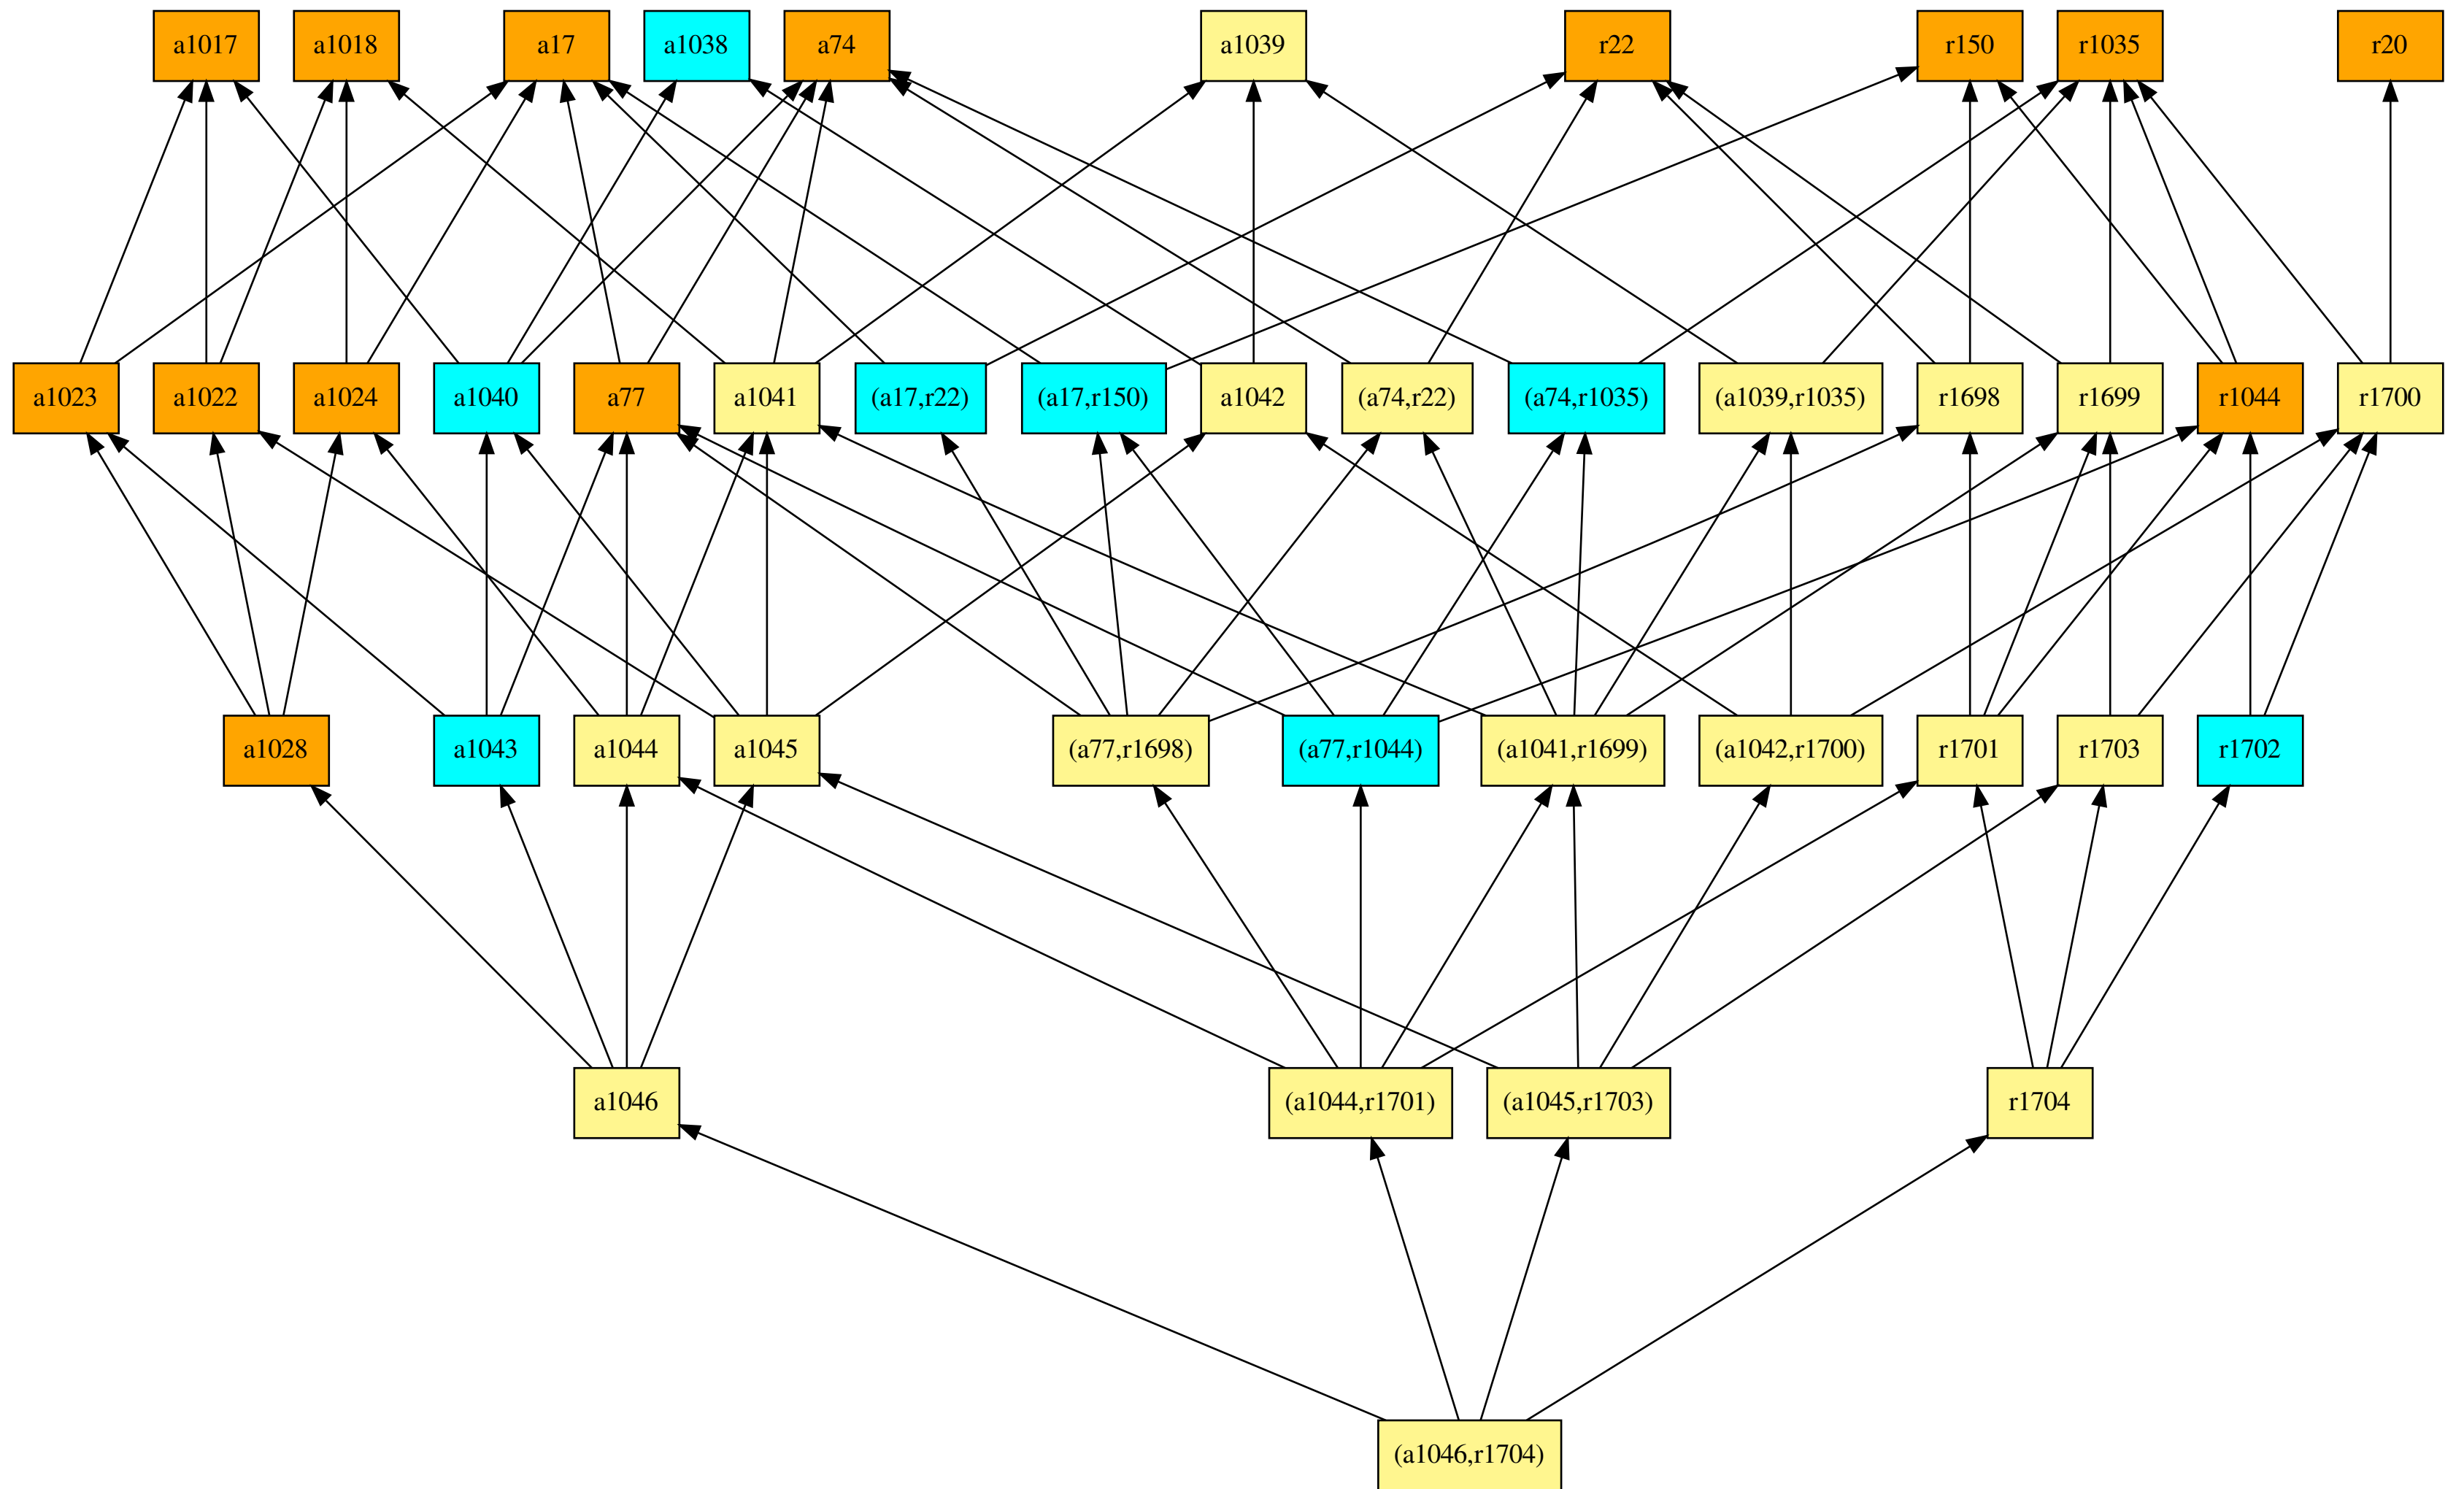 a1017 a1018 a17 a1038 a74 a1039 r22 r150 r1035 r20
a1023 a1022 a1024 a1040 a77 a1041 (a17,r22) (a17,r150) a1042 (a74,r22) (a74,r1035) (a1039,r1035) r1698 r1699 r1044 r1700
a1028 a1043 a1044 a1045 (a77,r1698) (a77,r1044) (a1041,r1699) (a1042,r1700) r1701 r1703 r1702
a1046 (a1044,r1701) (a1045,r1703) r1704
(a1046,r1704)